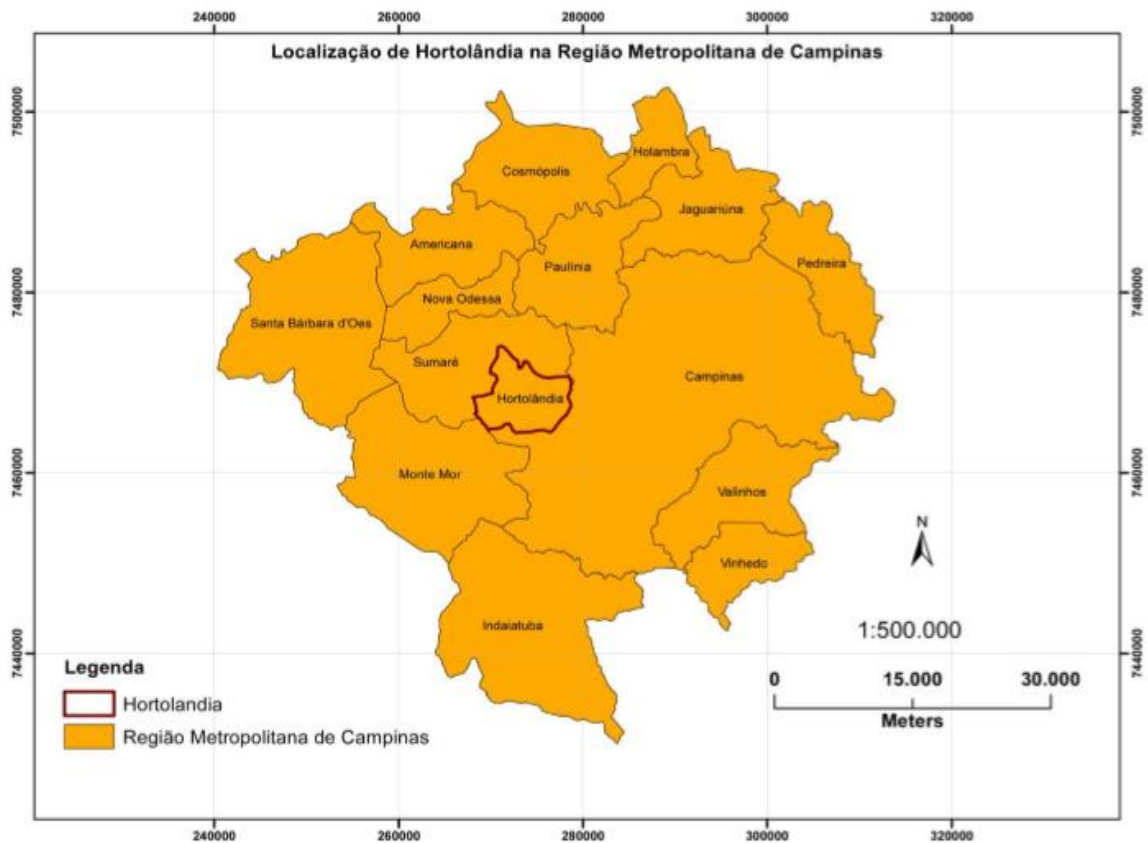 240000 260000 280000 300000 320000
Localização de Hortolândia na Região Metropolitana de Campinas
7500000 7500000
Holambra
Cosmópolis
Jaguariúna
Americana
Pedreira
Paulínia
7480000 7480000
Nova Odessa
Santa Bárbara d'Oes
Sumaré
Campinas
Hortolândia
7460000 7460000
Monte Mor
Valinhos
N
Vinhedo
Indaiatuba
1:500.000
7440000 7440000
Legenda
0 15.000 30.000
Meters
Hortolandia
Região Metropolitana de Campinas
240000 260000 280000 300000 320000